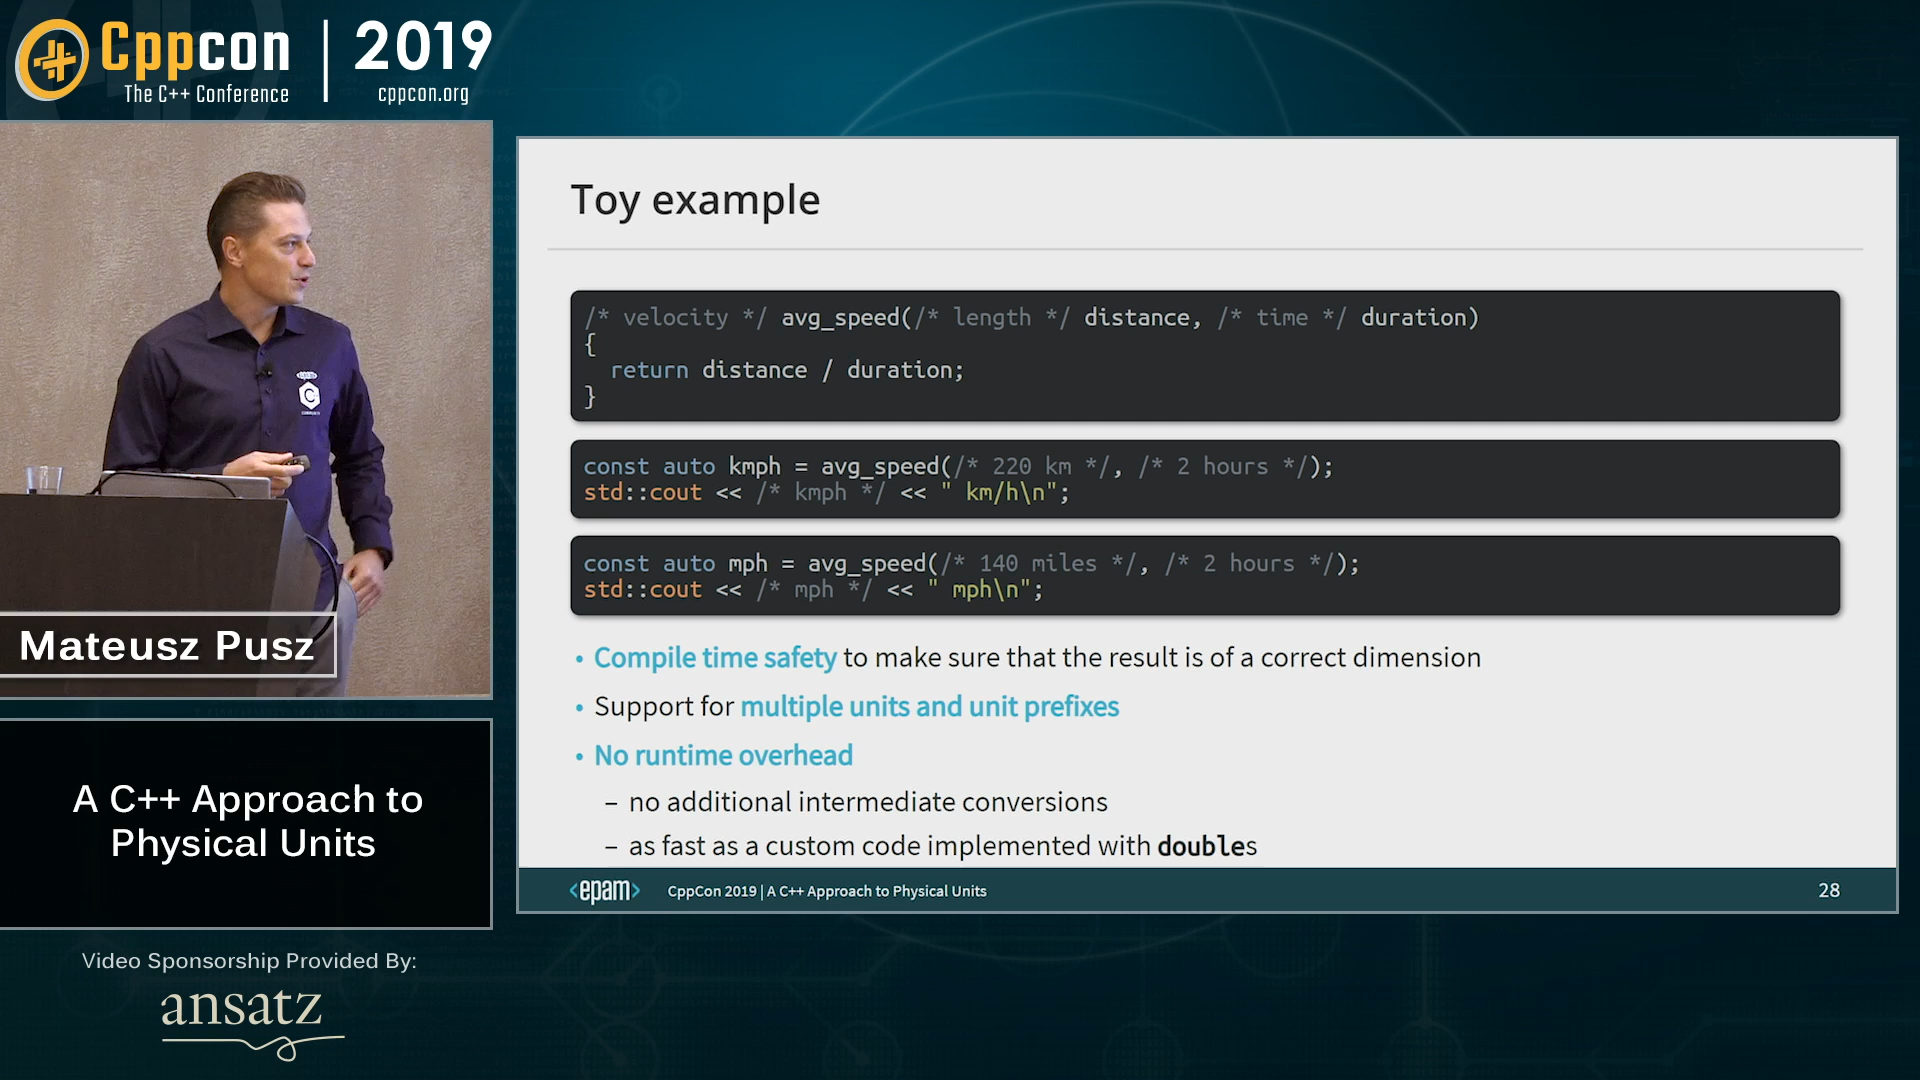 Cppcon
The C++ Conference
2019
cppcon.org
Toy example
/* velocity */ avg_speed(/* length */ distance, /* time */ duration)
{
  return distance / duration;
}
const auto kmph = avg_speed(/* 220 km */, /* 2 hours */);
std::cout << /* kmph */ << " km/h\n";
const auto mph = avg_speed(/* 140 miles */, /* 2 hours */);
std::cout << /* mph */ << " mph\n";
• Compile time safety to make sure that the result is of a correct dimension
• Support for multiple units and unit prefixes
• No runtime overhead
– no additional intermediate conversions
– as fast as a custom code implemented with doubles
<epam>
CppCon 2019 | A C++ Approach to Physical Units
28
Mateusz Pusz
A C++ Approach to
Physical Units
Video Sponsorship Provided By:
ansatz